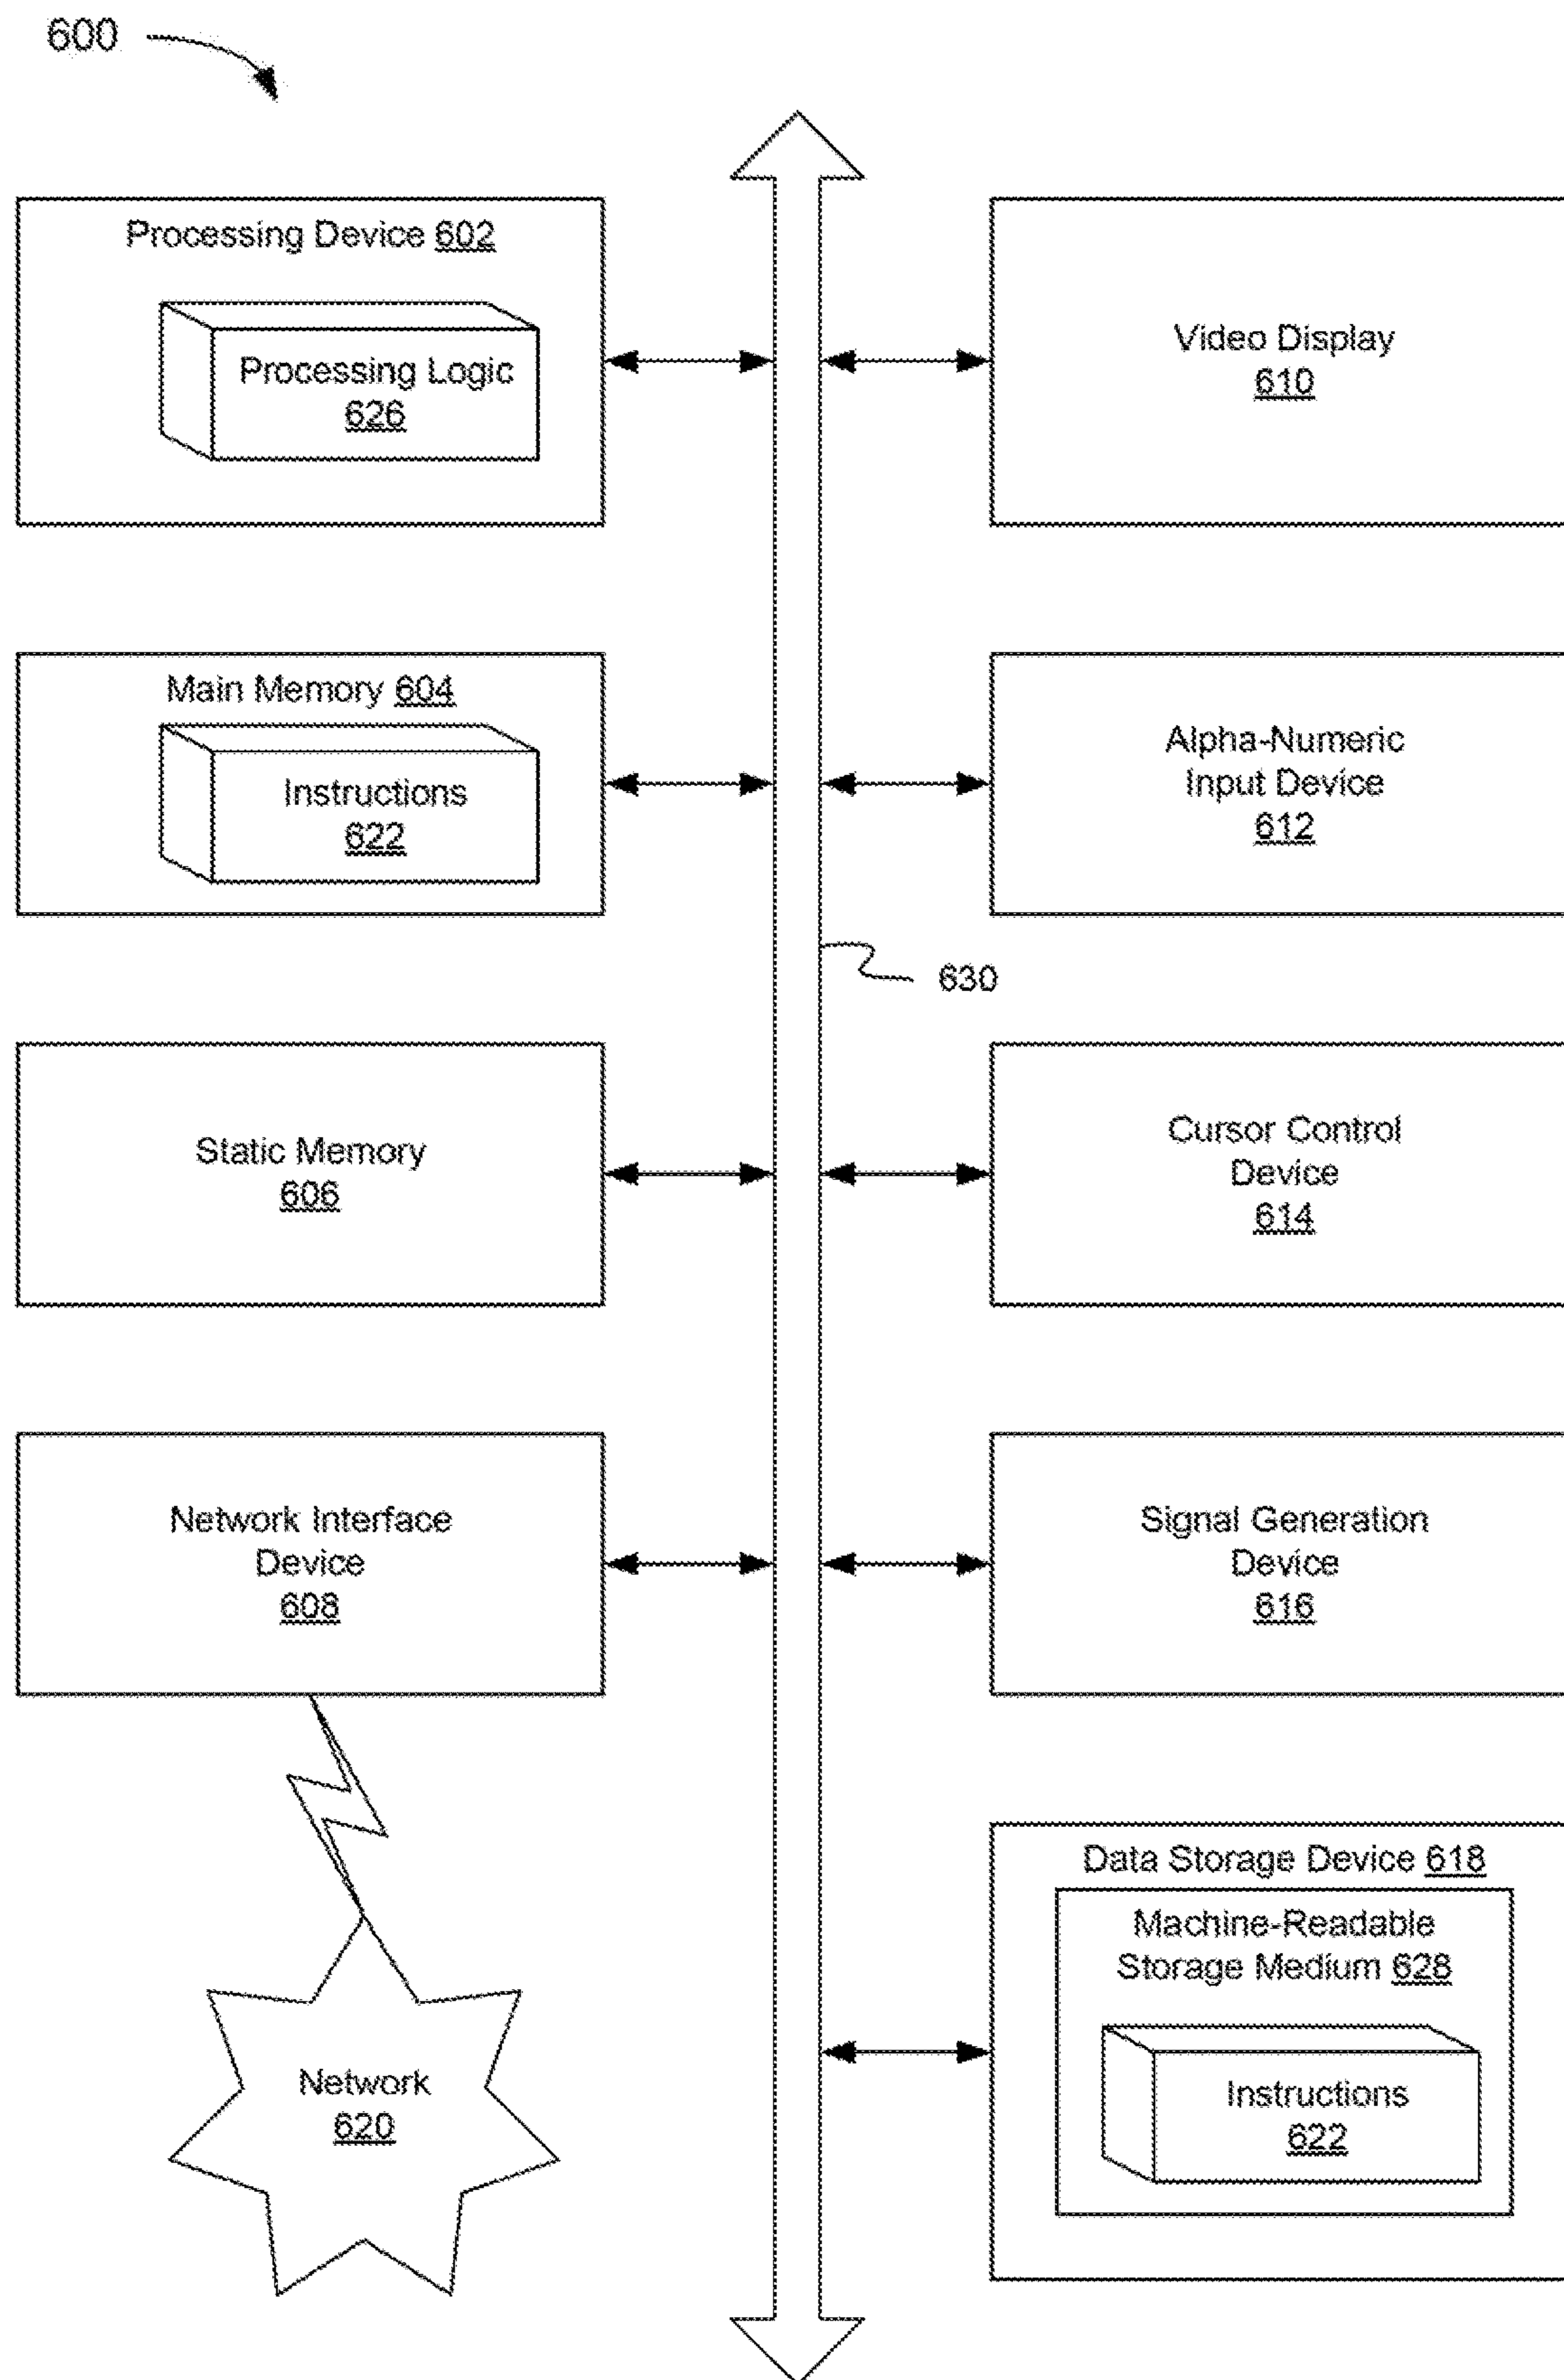 600
Processing Device 602
Processing Logic
626
Video Display
610
Main Memory 604
Instructions
622
Alpha-Numeric
Input Device
612
630
Static Memory
606
Cursor Control
Device
614
Network Interface
Device
608
Signal Generation
Device
616
Data Storage Device 618
Machine-Readable
Storage Medium 628
Instructions
622
Network
620